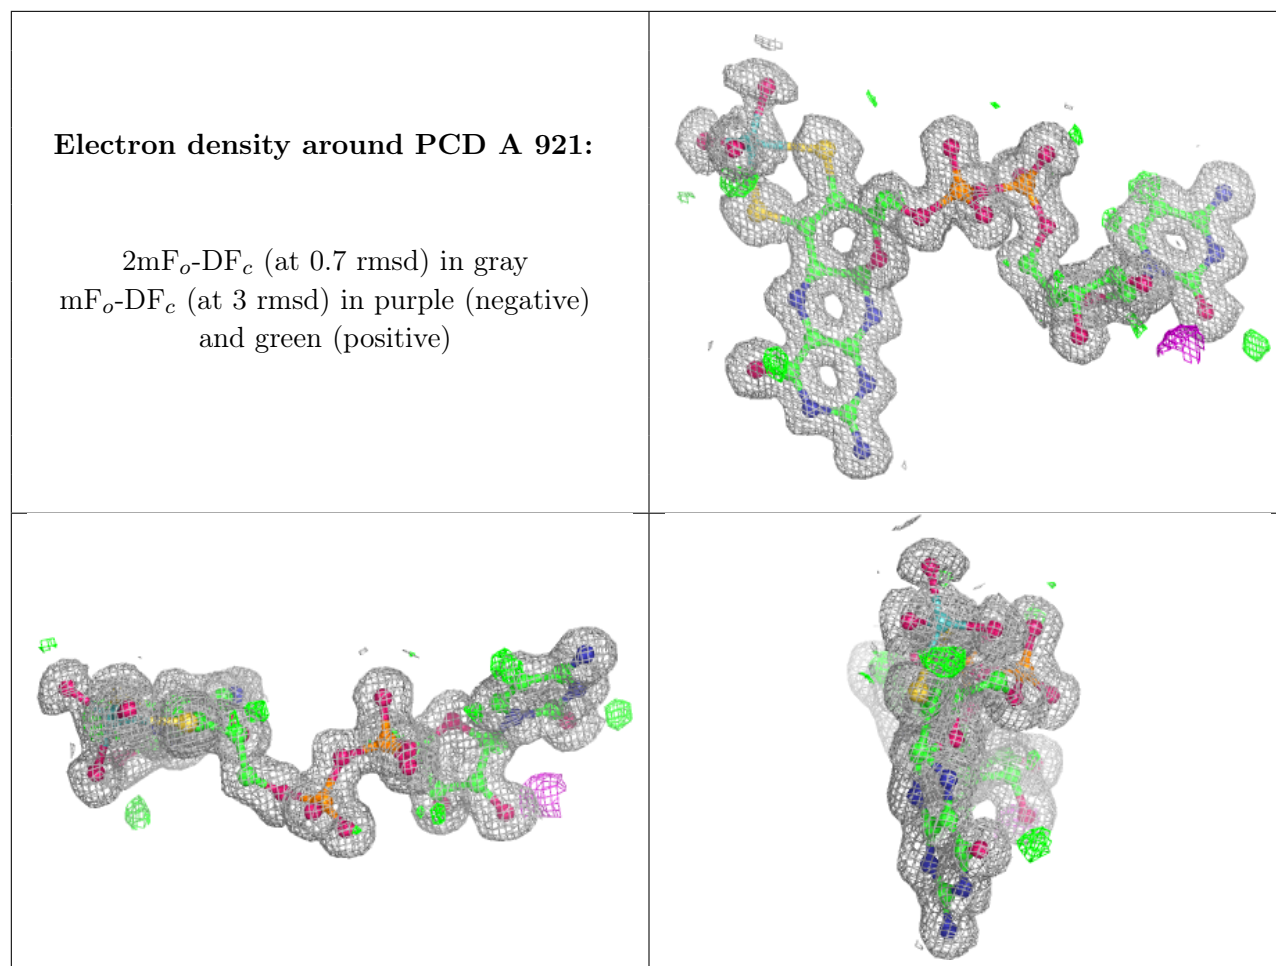 Electron density around PCD A 921:
2mFo-DFc (at 0.7 rmsd) in gray
mFo-DFc (at 3 rmsd) in purple (negative)
and green (positive)